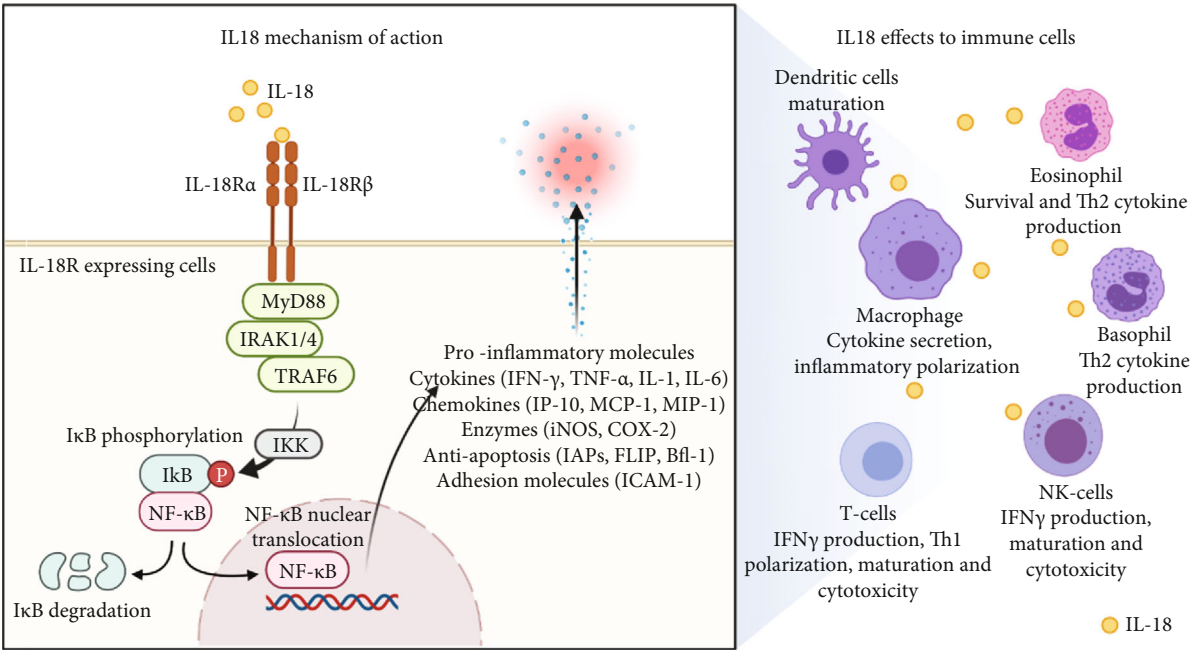 IL18 mechanism of action
IL-18
IL-18Rα
IL-18Rβ
IL-18R expressing cells
MyD88
IRAK1/4
TRAF6
IκB phosphorylation
IKK
IkB
P
NF-κB
IκB degradation
NF-κB nuclear
translocation
NF-κB
Pro -inflammatory molecules
Cytokines (IFN-γ, TNF-α, IL-1, IL-6)
Chemokines (IP-10, MCP-1, MIP-1)
Enzymes (iNOS, COX-2)
Anti-apoptosis (IAPs, FLIP, Bfl-1)
Adhesion molecules (ICAM-1)
IL18 effects to immune cells
Dendritic cells
maturation
Eosinophil
Survival and Th2 cytokine
production
Macrophage
Cytokine secretion,
inflammatory polarization
Basophil
Th2 cytokine
production
T-cells
IFNγ production, Th1
polarization, maturation and
cytotoxicity
NK-cells
IFNγ production,
maturation and
cytotoxicity
IL-18